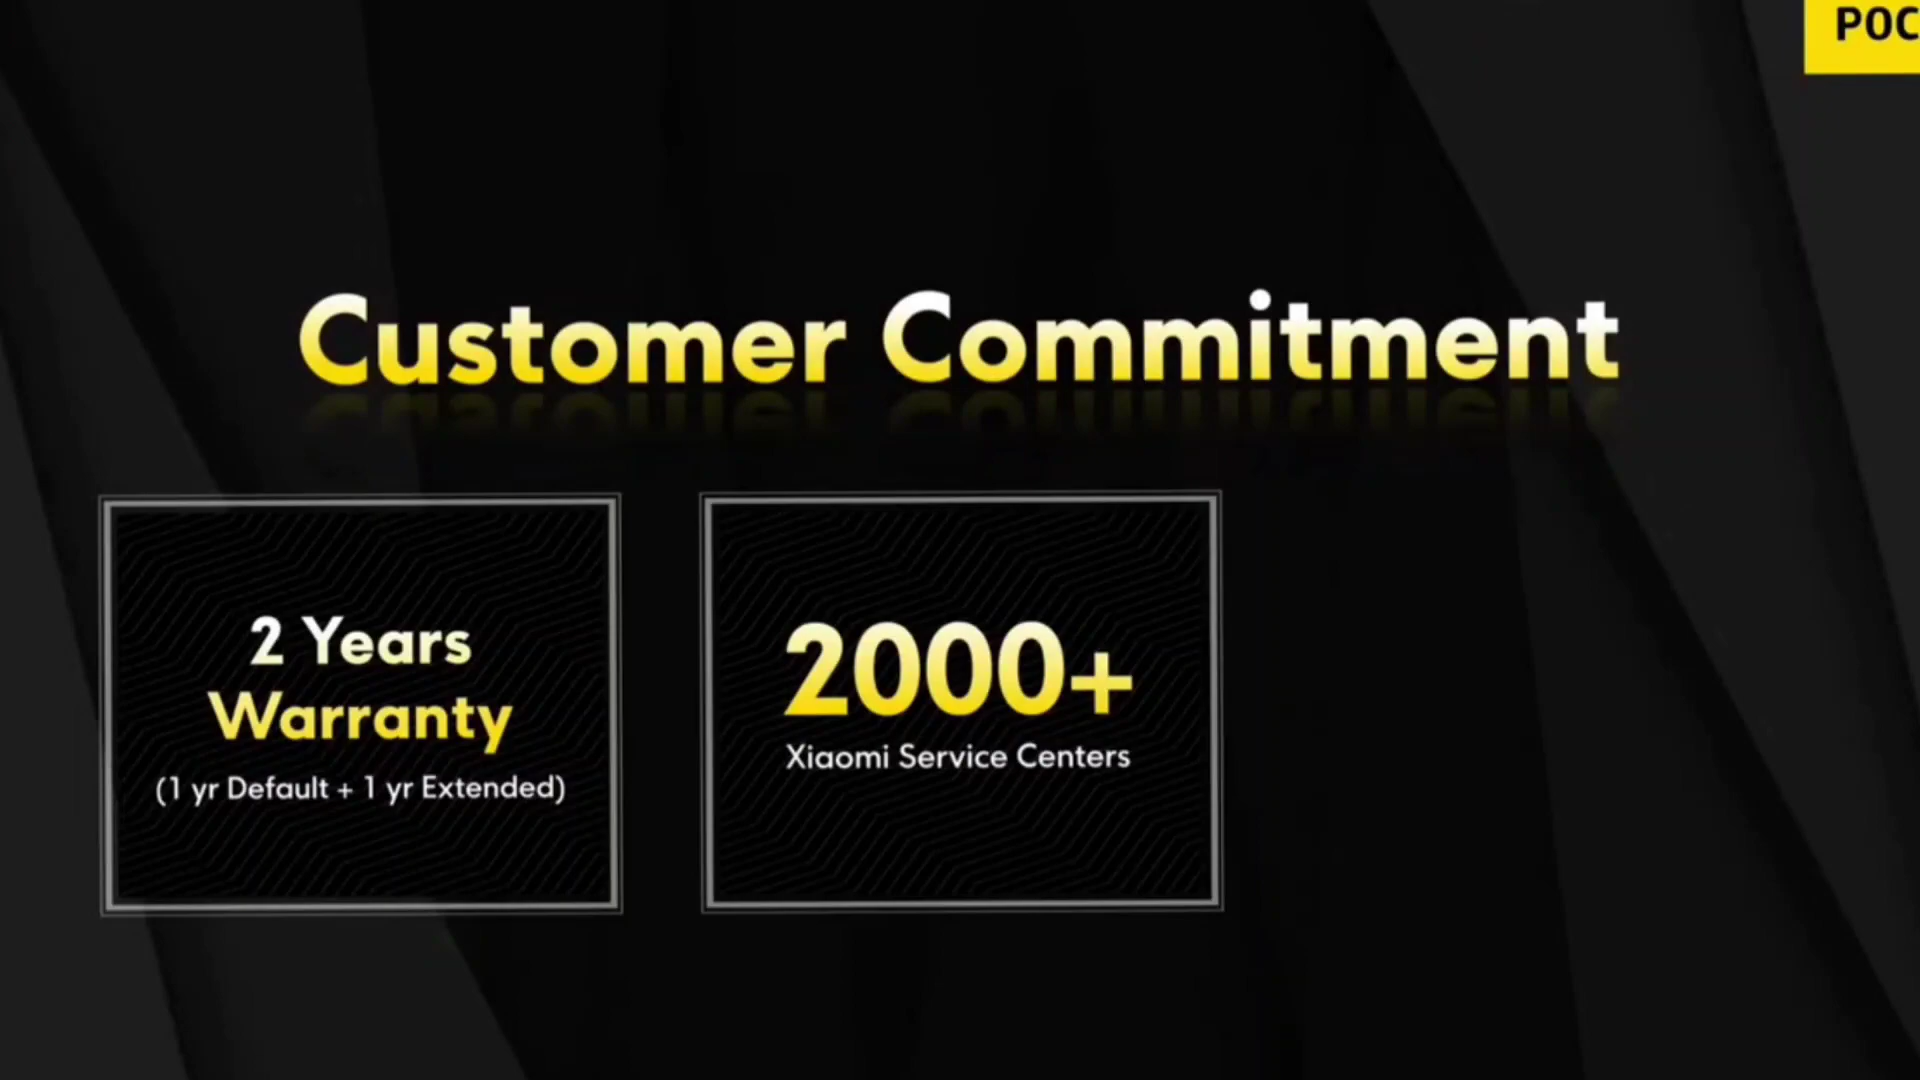 POC
Customer Commitment
2 Years
Warranty
(1 yr Default + 1 yr Extended)
2000+
Xiaomi Service Centers